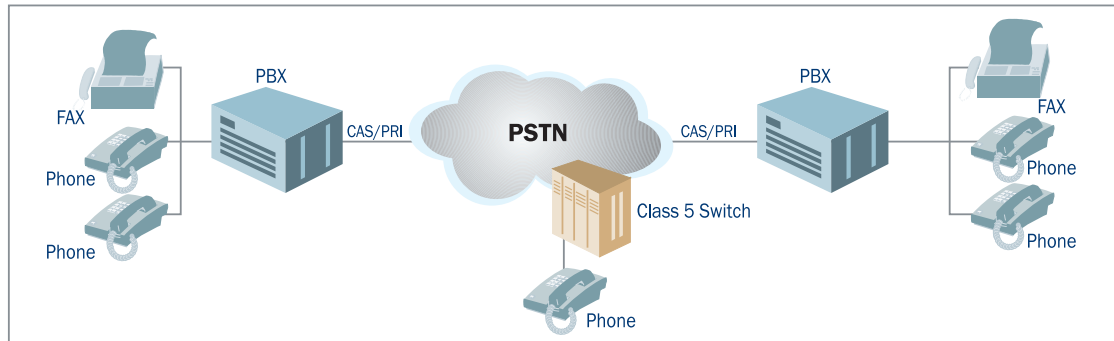 PBX
PBX
FAX
CAS/PRI
PSTN
CAS/PRI
FAX
Phone
Phone
Class 5 Switch
Phone
Phone
Phone